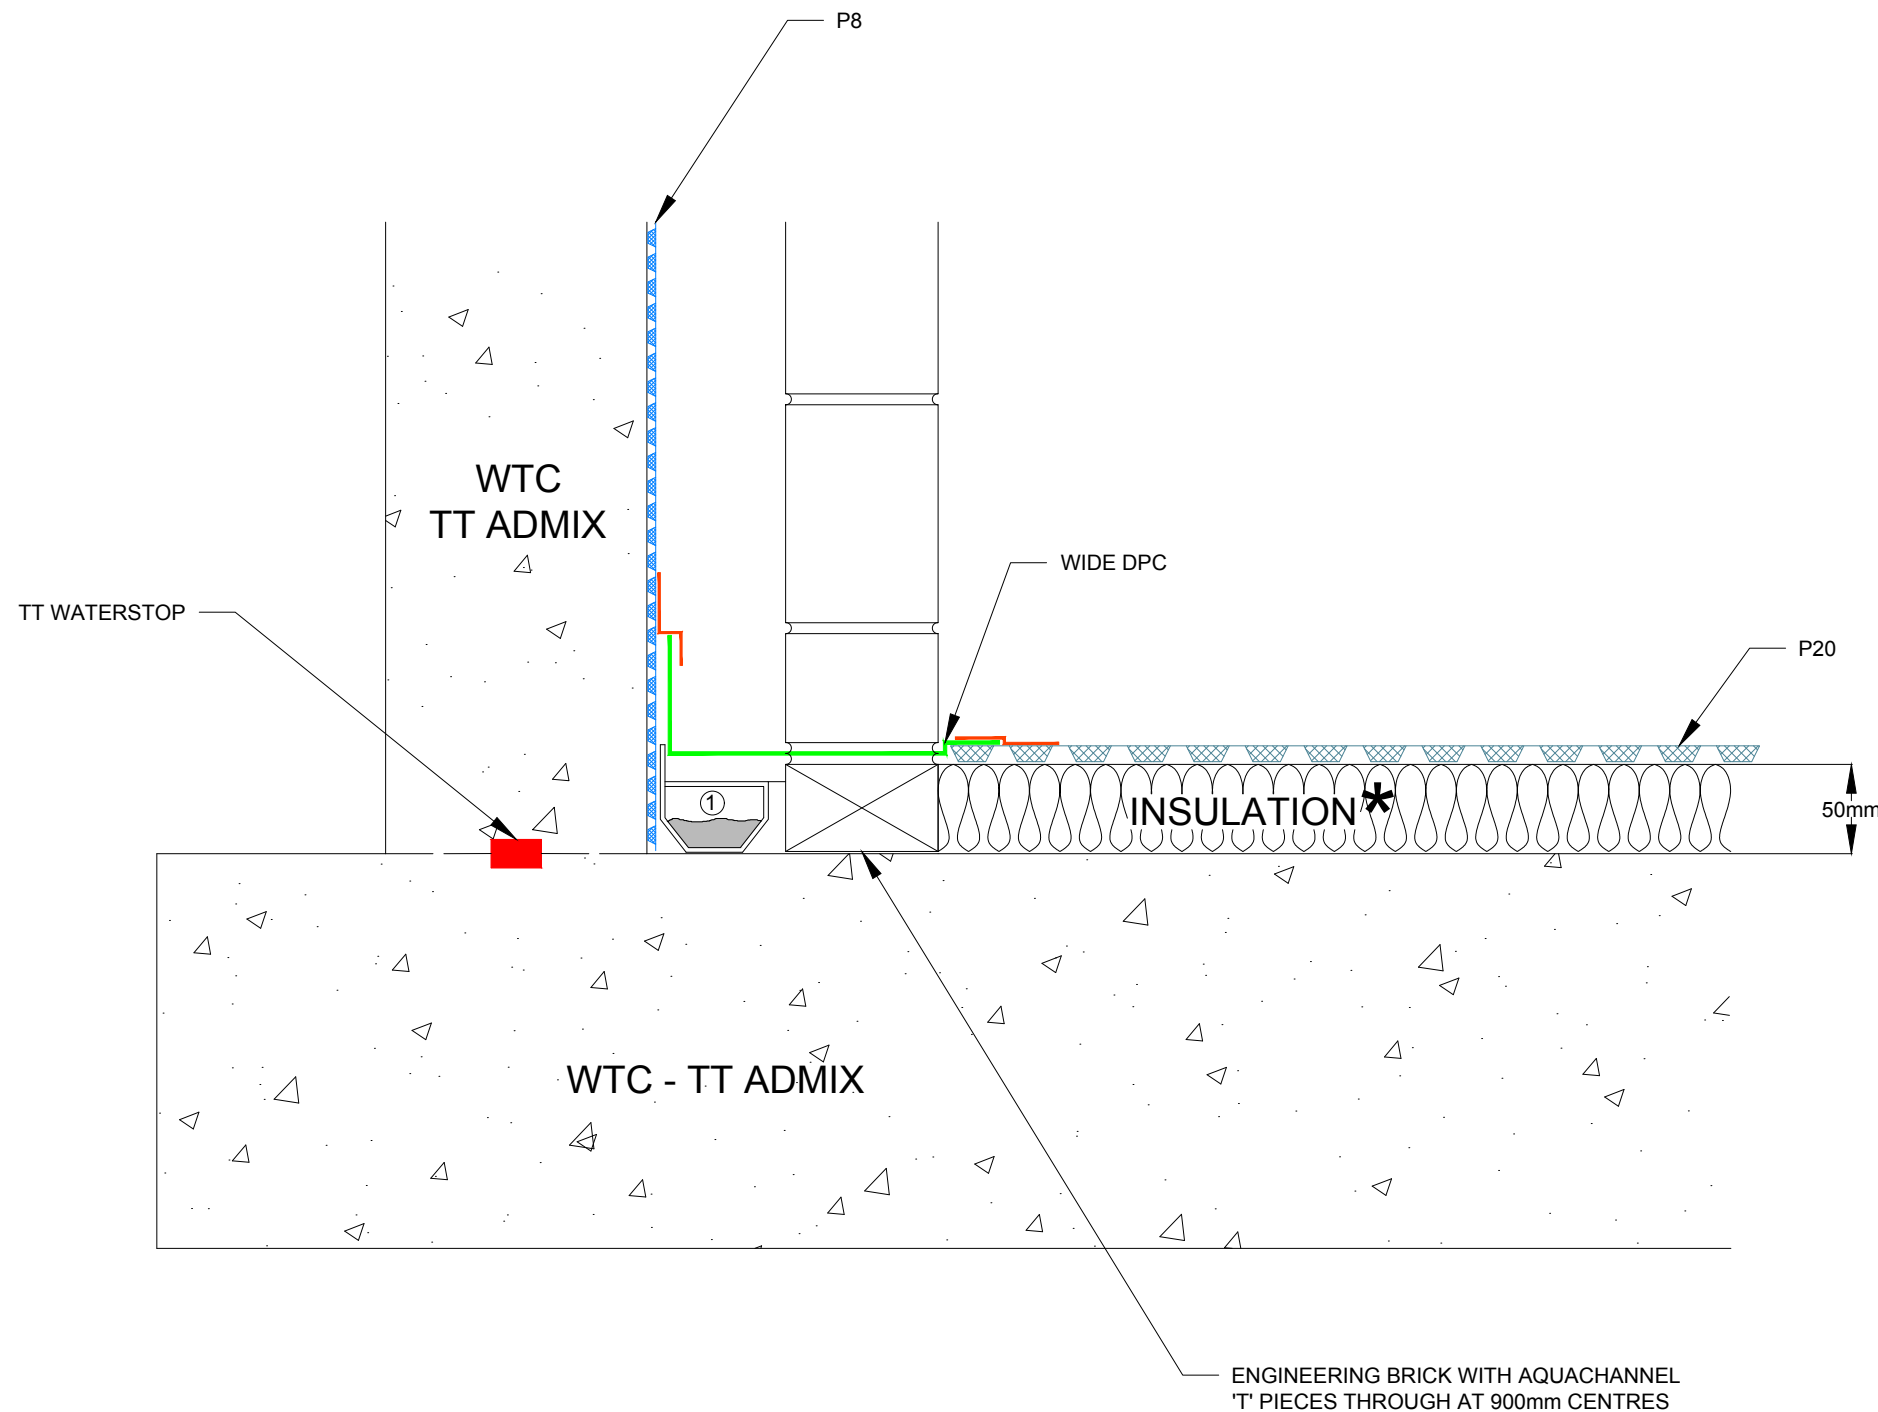 P8
WTC
TT ADMIX
WIDE DPC
TT WATERSTOP
P20
1
INSULATION *
50mm
WTC - TT ADMIX
ENGINEERING BRICK WITH AQUACHANNEL
'T' PIECES THROUGH AT 900mm CENTRES